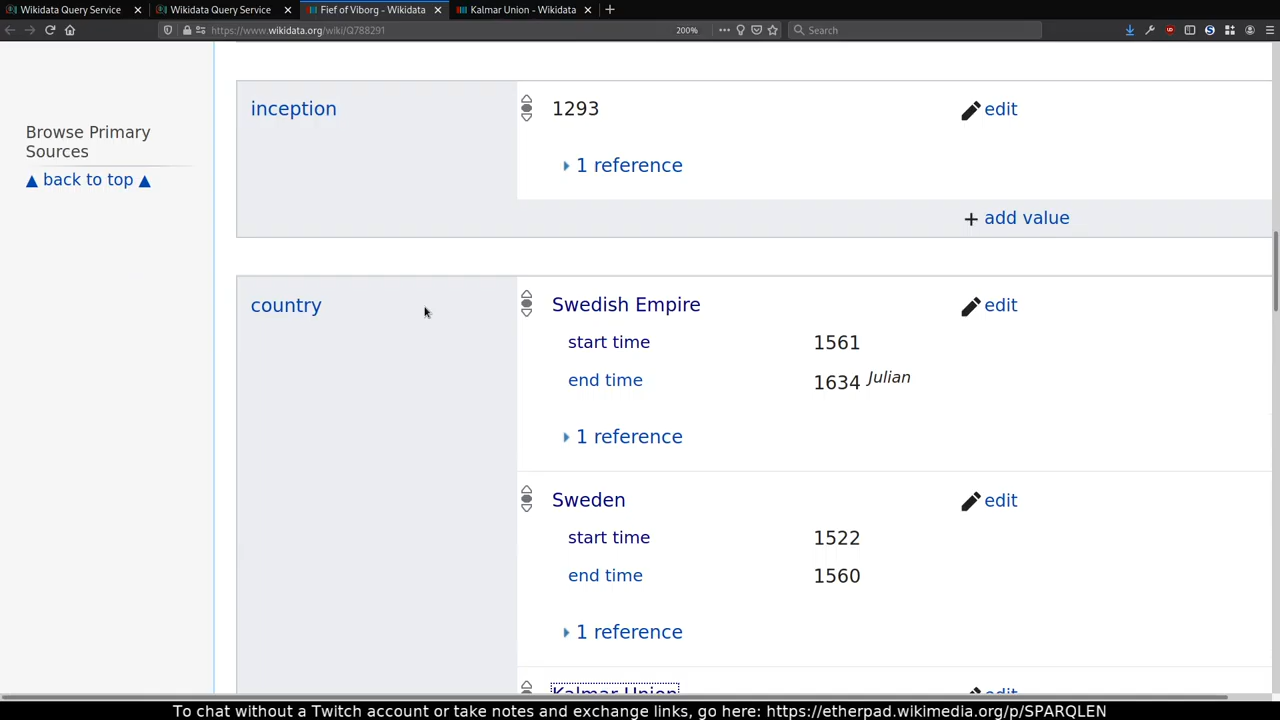 Wikidata Query Service
Wikidata Query Service
Fief of Viborg - Wikidata
Kalmar Union - Wikidata
https://www.wikidata.org/wiki/Q788291
200%
Search
inception
1293
edit
1 reference
+ add value
Browse Primary
Sources
▲ back to top ▲
country
Swedish Empire
edit
start time
1561
end time
1634 Julian
1 reference
Sweden
edit
start time
1522
end time
1560
1 reference
Kalmar Union
edit
To chat without a Twitch account or take notes and exchange links, go here: https://etherpad.wikimedia.org/p/SPARQLEN